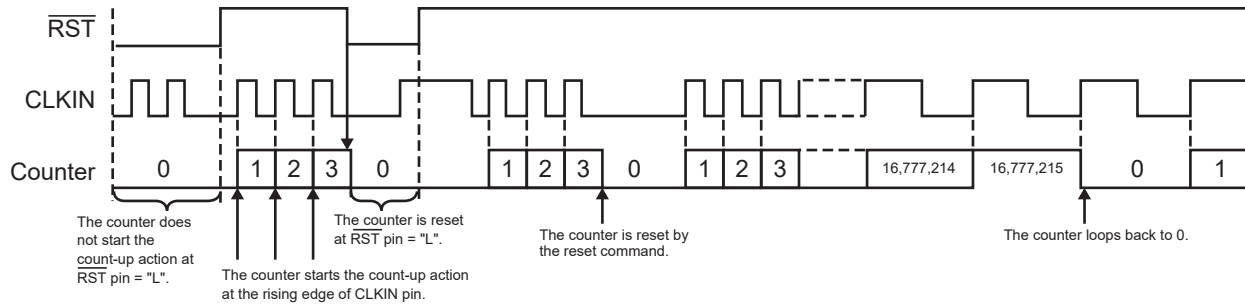 RST
CLKIN
Counter
0
1
2
3
0
1
2
3
0
1
2
3
16,777,214
16,777,215
0
1
The counter does
not start the
count-up action at
RST pin = "L".
The counter is reset
at RST pin = "L".
The counter starts the count-up action
at the rising edge of CLKIN pin.
The counter is reset by
the reset command.
The counter loops back to 0.